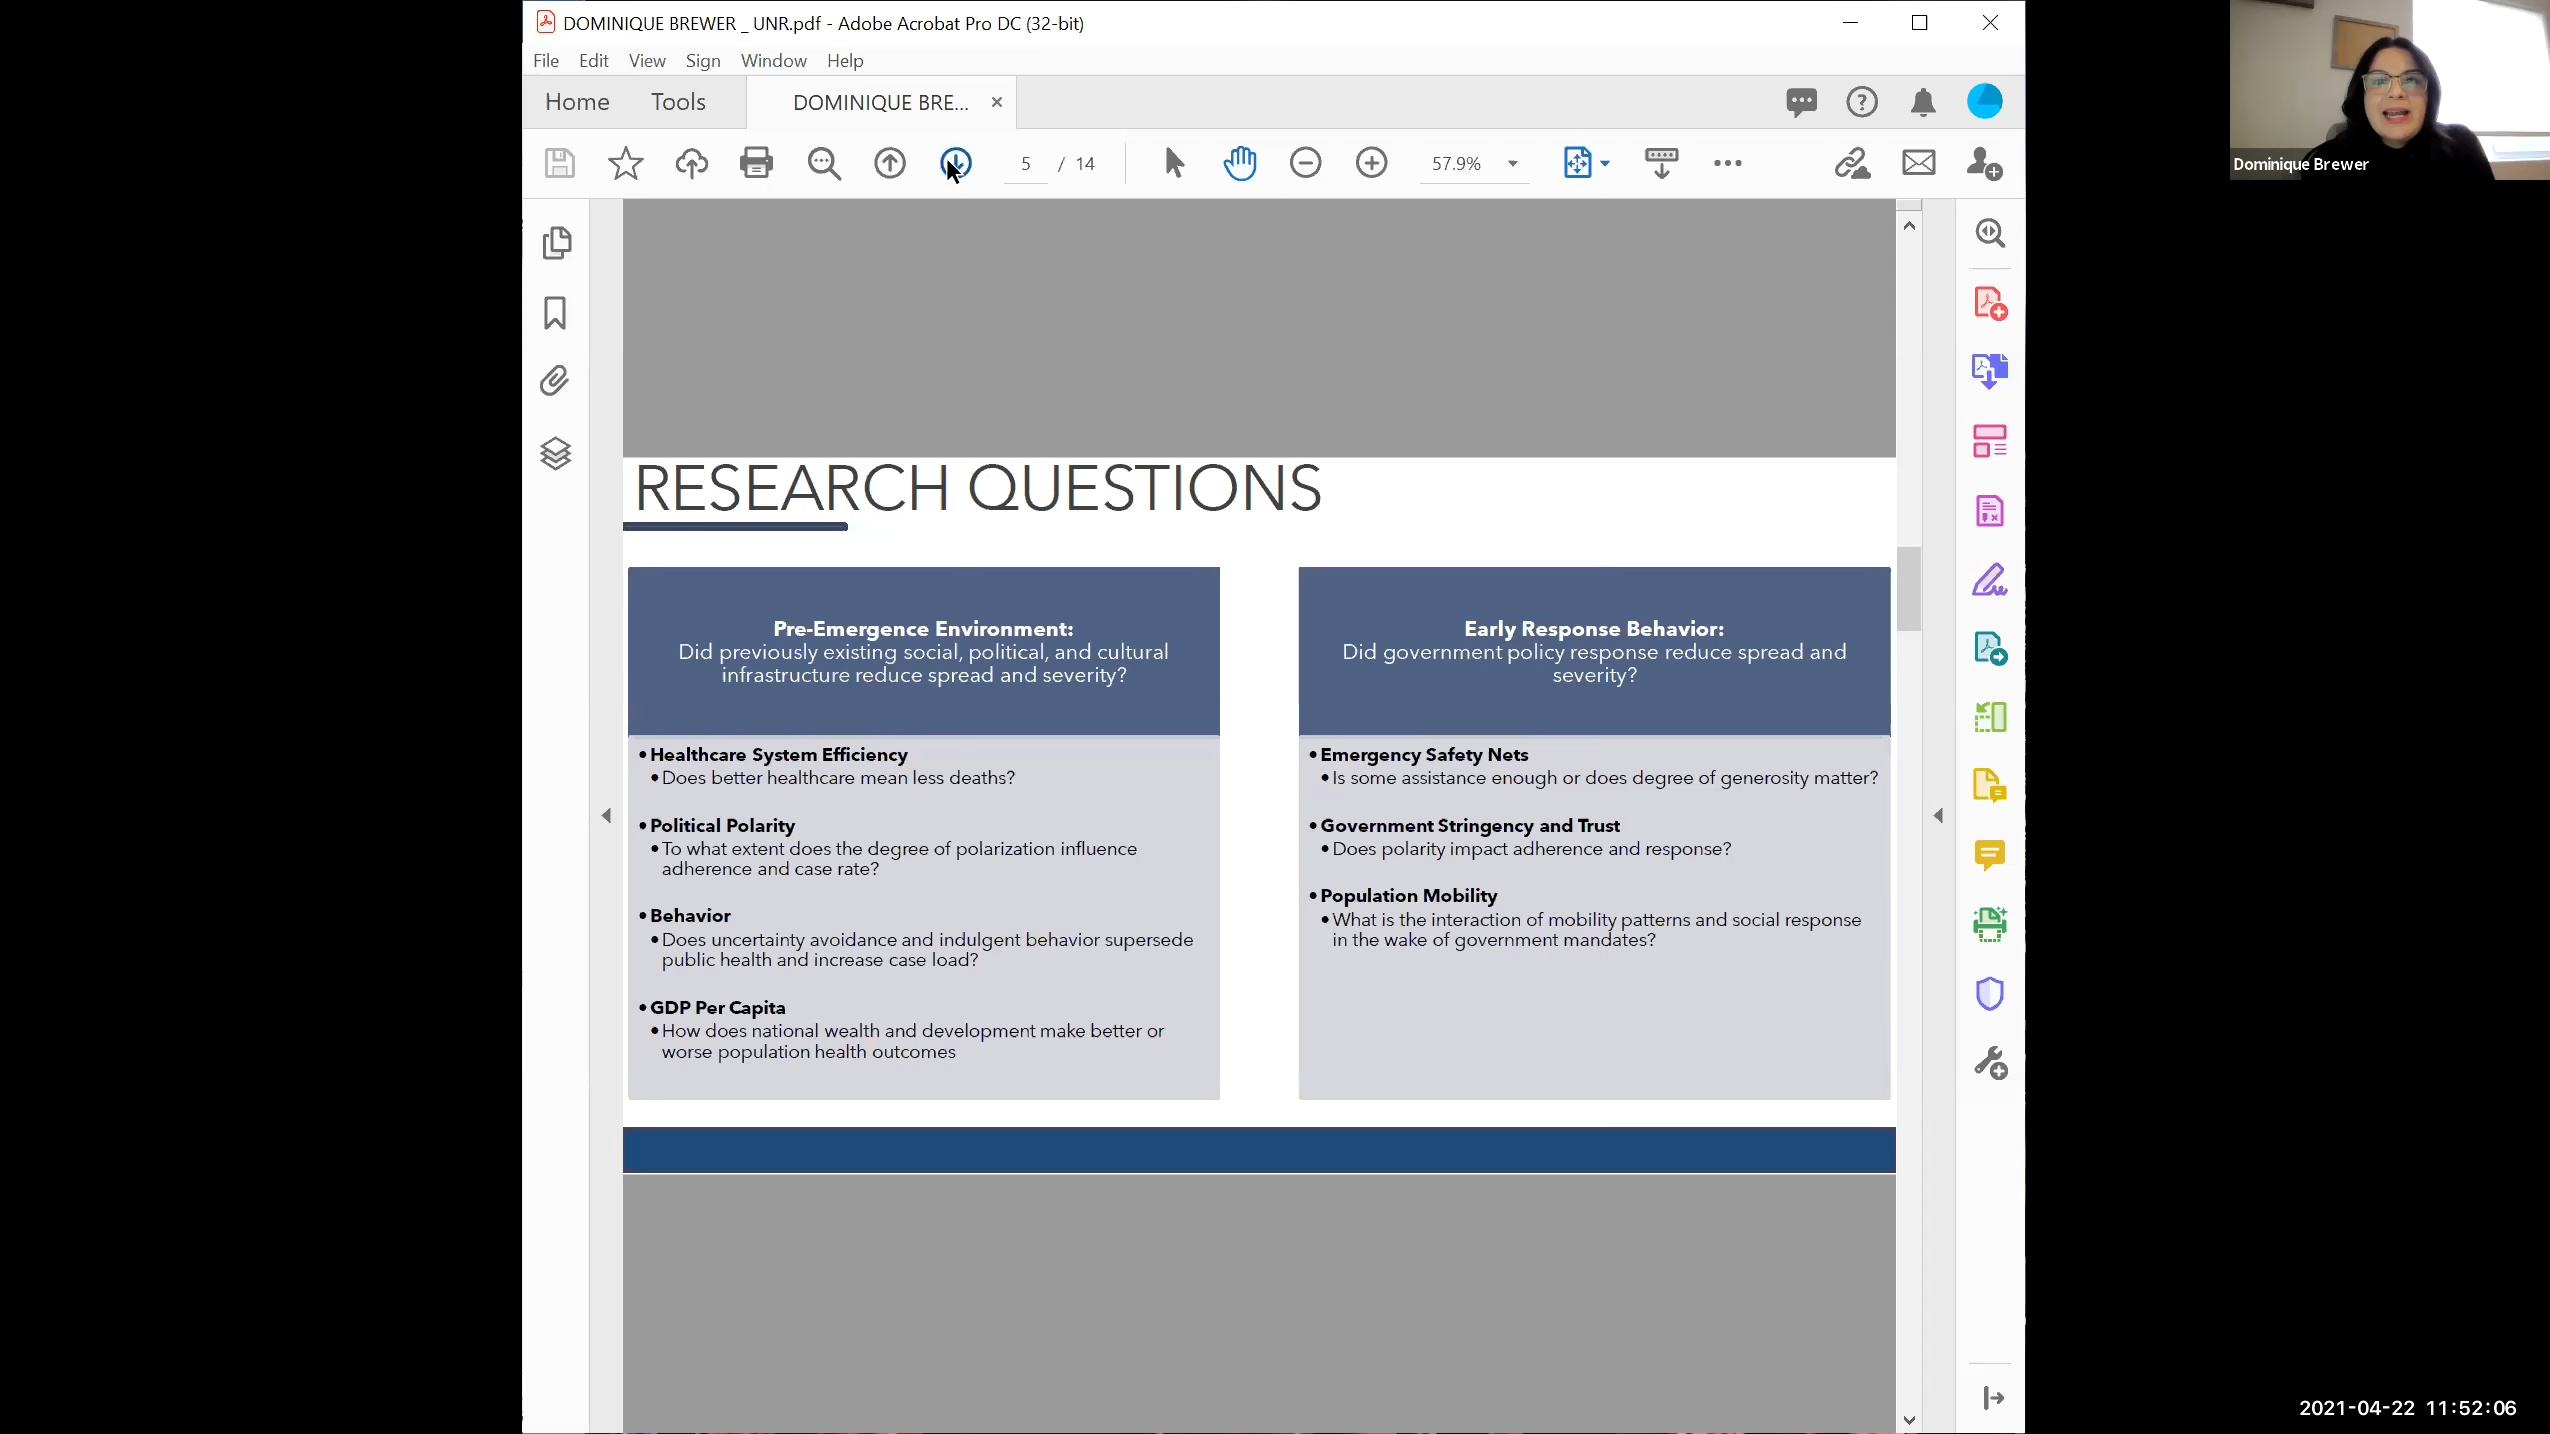 DOMINIQUE BREWER _ UNR.pdf - Adobe Acrobat Pro DC (32-bit)
File Edit View Sign Window Help
Home Tools DOMINIQUE BRE... ×
5 / 14 57.9%
Dominique Brewer
RESEARCH QUESTIONS
Pre-Emergence Environment:
Did previously existing social, political, and cultural
infrastructure reduce spread and severity?
• Healthcare System Efficiency
• Does better healthcare mean less deaths?
• Political Polarity
• To what extent does the degree of polarization influence
adherence and case rate?
• Behavior
• Does uncertainty avoidance and indulgent behavior supersede
public health and increase case load?
• GDP Per Capita
• How does national wealth and development make better or
worse population health outcomes
Early Response Behavior:
Did government policy response reduce spread and
severity?
• Emergency Safety Nets
• Is some assistance enough or does degree of generosity matter?
• Government Stringency and Trust
• Does polarity impact adherence and response?
• Population Mobility
• What is the interaction of mobility patterns and social response
in the wake of government mandates?
2021-04-22 11:52:06